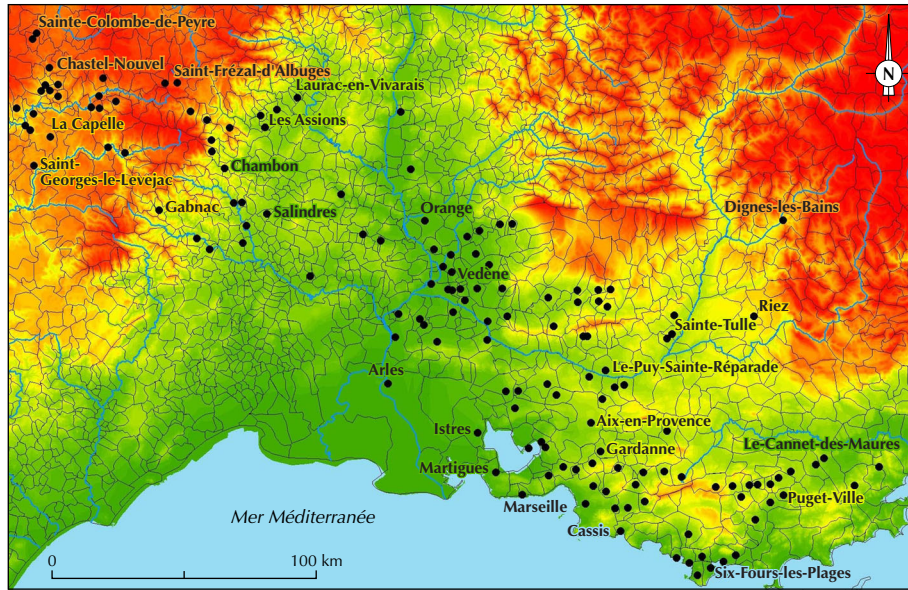 Sainte-Colombe-de-Peyre
Chastel-Nouvel
Saint-Frézal-d'Albuges
Laurac-en-Vivarais
N
La Capelle
Les Assions
Saint-
Georges-le-Levejac
Chambon
Gabnac
Salindres
Orange
Dignes-les-Bains
Vedène
Riez
Sainte-Tulle
Arles
Le-Puy-Sainte-Réparade
Istres
Aix-en-Provence
Le-Cannet-des-Maures
Gardanne
Martigues
Puget-Ville
Marseille
Mer Méditerranée
Cassis
0 100 km
Six-Fours-les-Plages